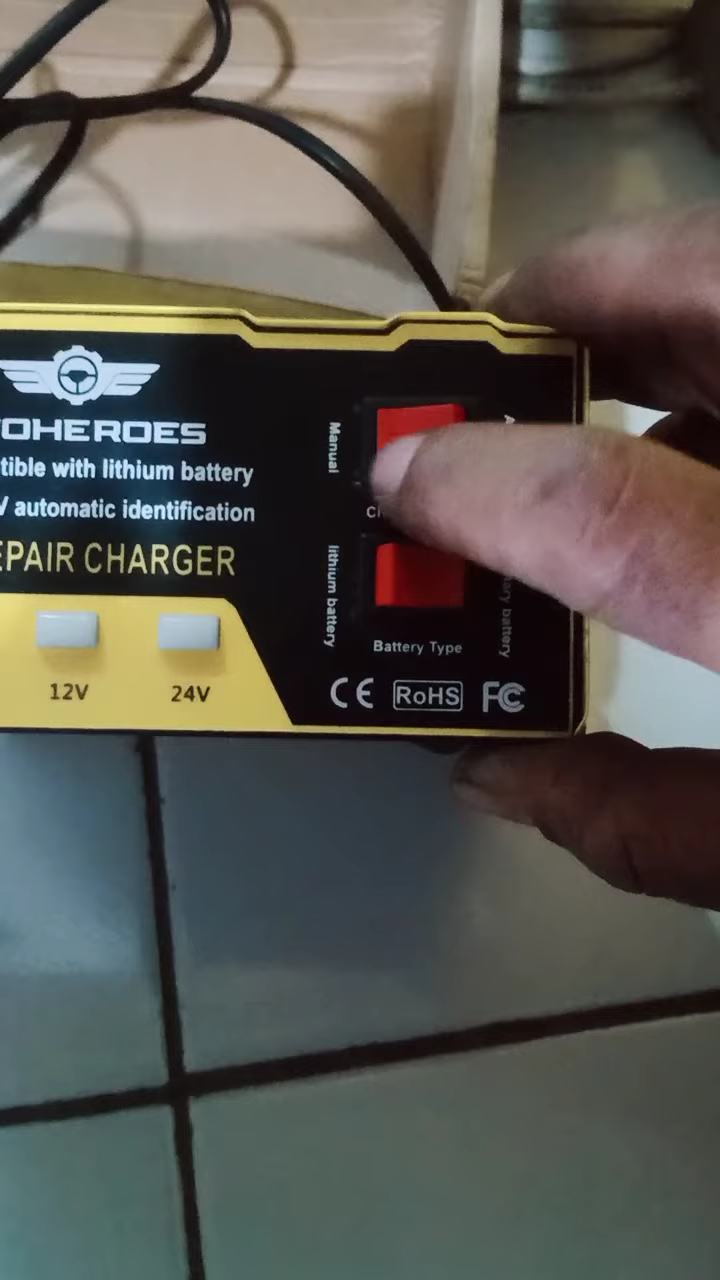 OHEROES
tible with lithium battery
V automatic identification
EPAIR CHARGER
12V
24V
Manual
lithium battery
battery
Battery Type
CE RoHS FC